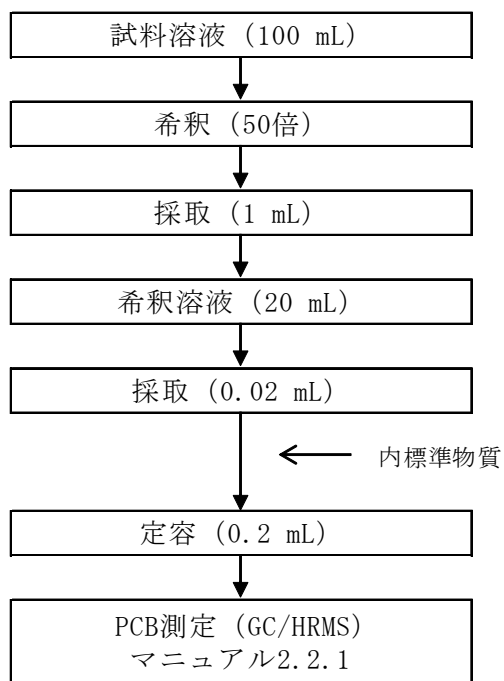 試料溶液 (100 mL)
希釈 (50倍)
採取 (1 mL)
希釈溶液 (20 mL)
採取 (0.02 mL)
内標準物質
定容 (0.2 mL)
PCB測定 (GC/HRMS)
マニュアル2.2.1